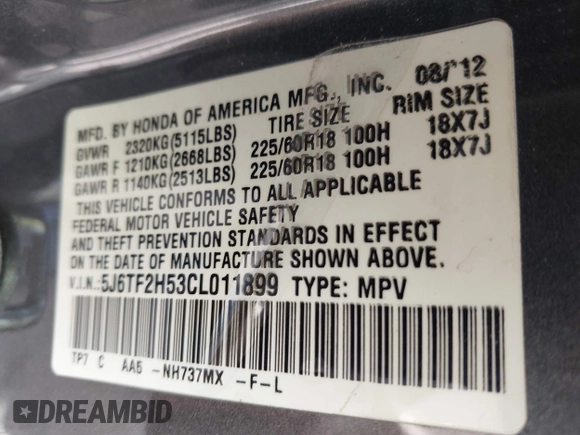 MFD. BY HONDA OF AMERICA MFG., INC. 08/12
GVWR 2320KG(5115LBS) TIRE SIZE RIM SIZE
GAWR F 1210KG(2668LBS) 225/60R18 100H 18X7J
GAWR R 1140KG(2513LBS) 225/60R18 100H 18X7J
THIS VEHICLE CONFORMS TO ALL APPLICABLE
FEDERAL MOTOR VEHICLE SAFETY
AND THEFT PREVENTION STANDARDS IN EFFECT
ON THE DATE OF MANUFACTURE SHOWN ABOVE.
V.I.N.:5J6TF2H53CL011899 TYPE: MPV
TP7 C AA5 -NH737MX -F-L
DREAMBID